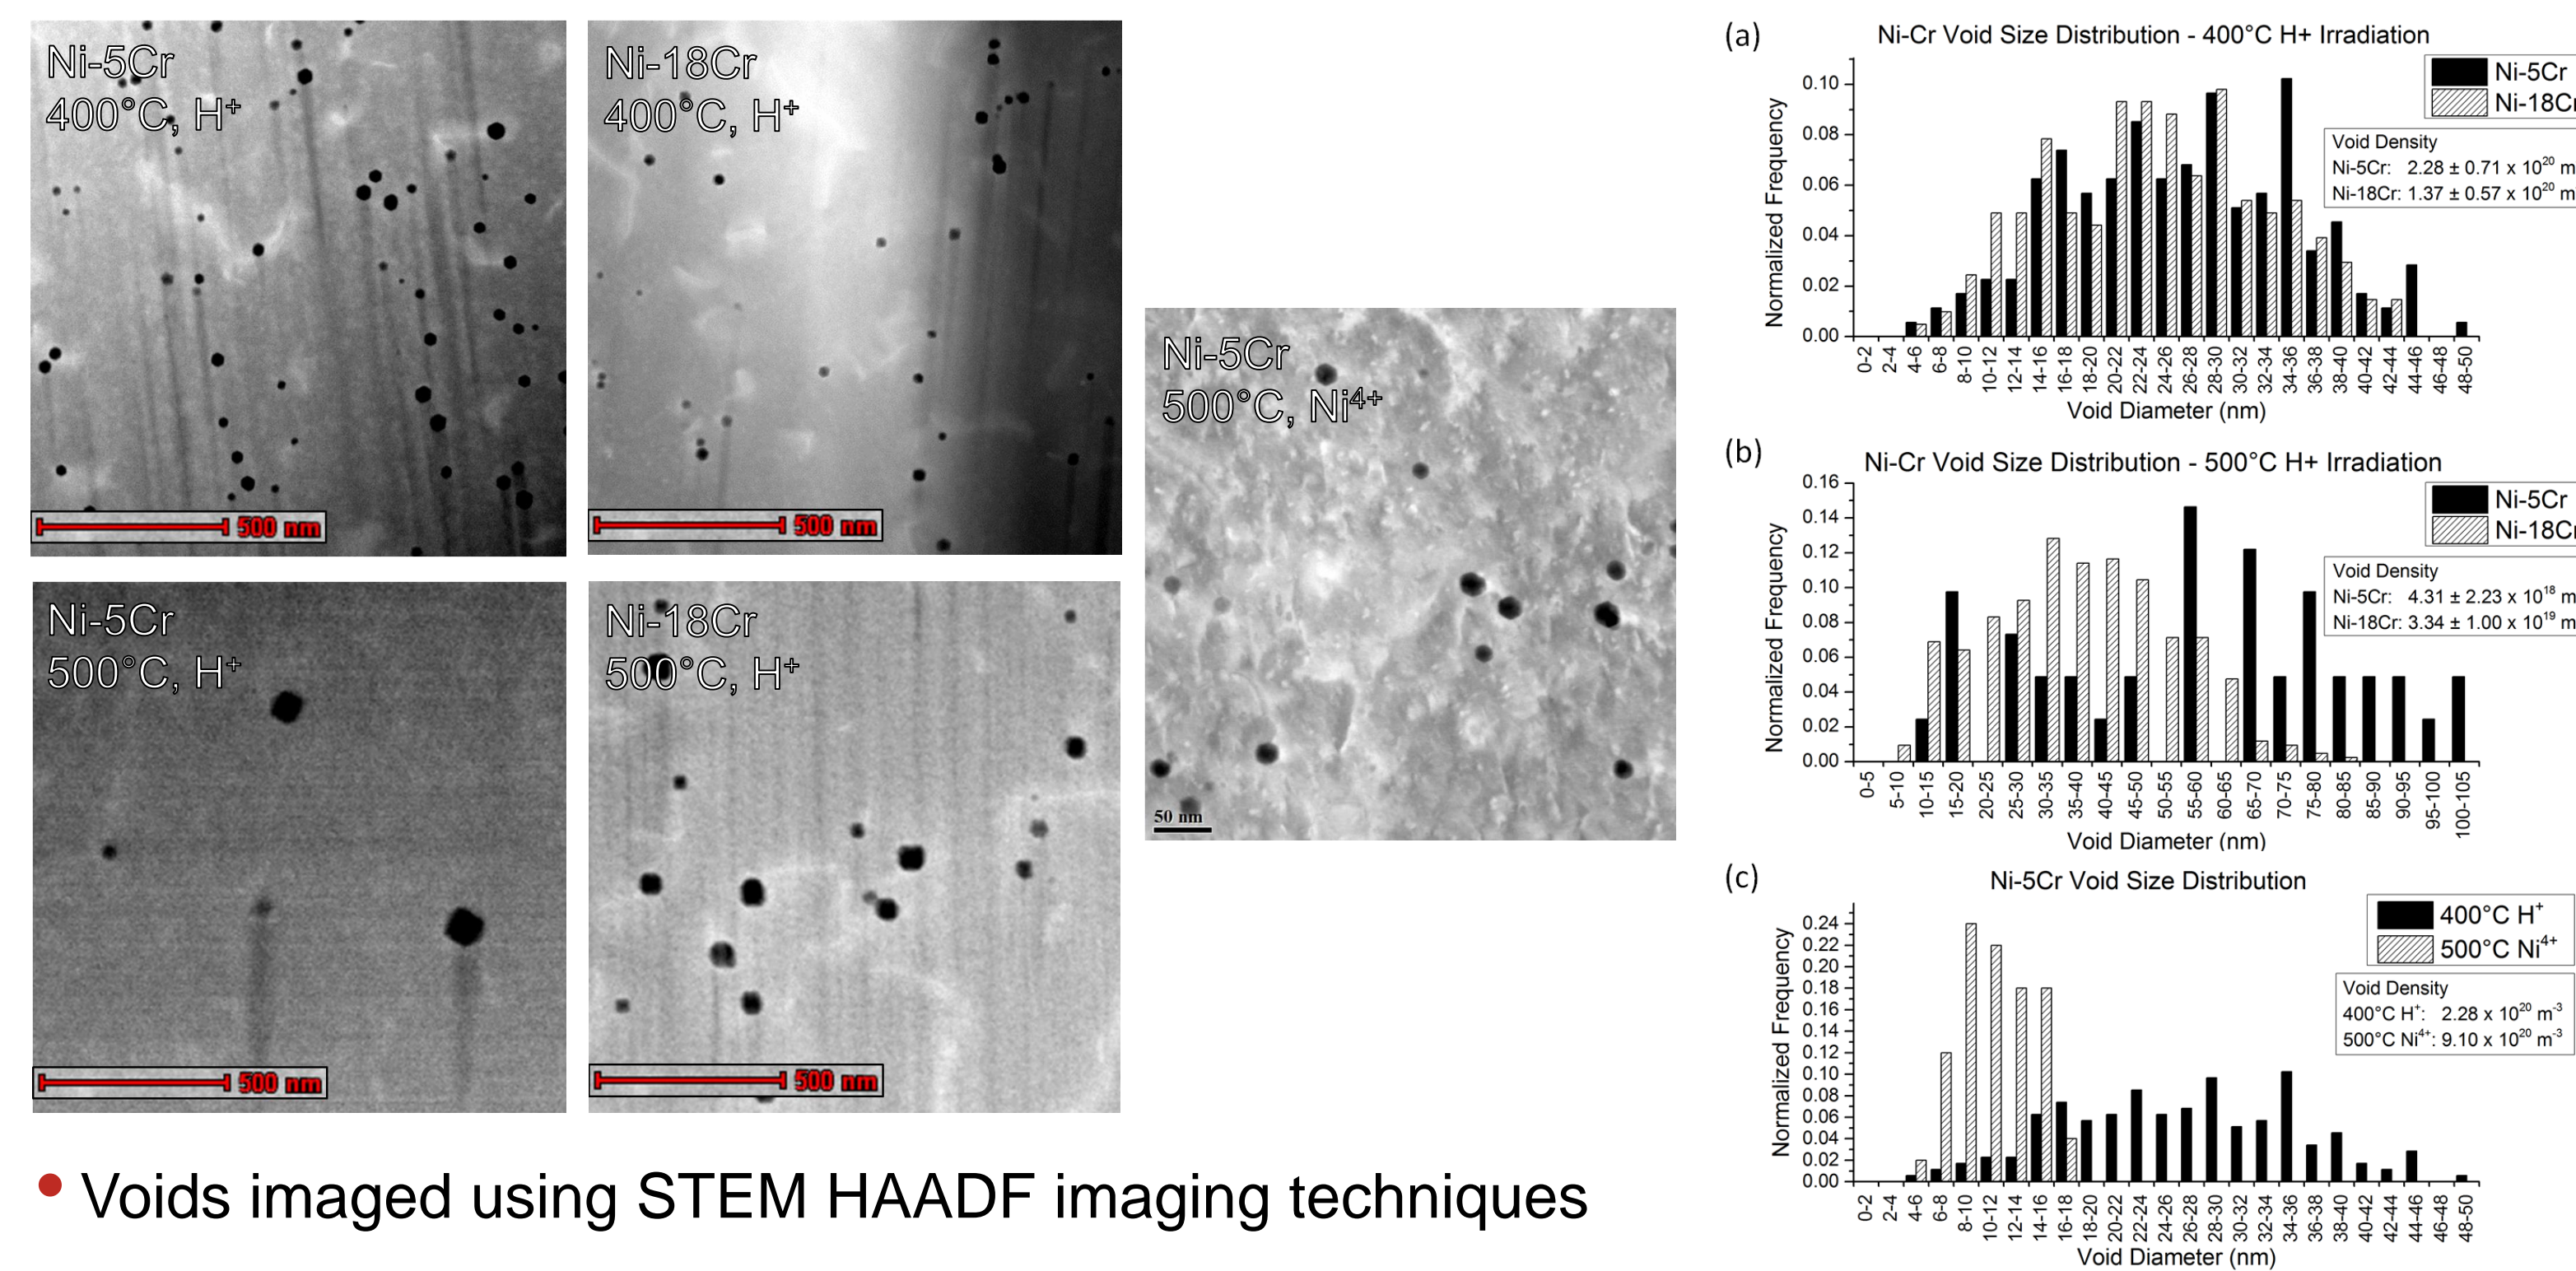 Ni-5Cr
400°C, H⁺
500 nm
Ni-18Cr
400°C, H⁺
500 nm
Ni-5Cr
500°C, H⁺
500 nm
Ni-18Cr
500°C, H⁺
500 nm
Ni-5Cr
500°C, Ni⁴⁺
50 nm
• Voids imaged using STEM HAADF imaging techniques
(a)
Ni-Cr Void Size Distribution - 400°C H+ Irradiation
Ni-5Cr
Ni-18Cr
Void Density
Ni-5Cr: 2.28 ± 0.71 x 10²⁰ m
Ni-18Cr: 1.37 ± 0.57 x 10²⁰ m
Normalized Frequency
0.10
0.08
0.06
0.04
0.02
0.00
0-2 2-4 4-6 6-8 8-10 10-12 12-14 14-16 16-18 18-20 20-22 22-24 24-26 26-28 28-30 30-32 32-34 34-36 36-38 38-40 40-42 42-44 44-46 46-48 48-50
Void Diameter (nm)
(b)
Ni-Cr Void Size Distribution - 500°C H+ Irradiation
Ni-5Cr
Ni-18Cr
Void Density
Ni-5Cr: 4.31 ± 2.23 x 10¹⁸ m
Ni-18Cr: 3.34 ± 1.00 x 10¹⁹ m
Normalized Frequency
0.16
0.14
0.12
0.10
0.08
0.06
0.04
0.02
0.00
0-5 5-10 10-15 15-20 20-25 25-30 30-35 35-40 40-45 45-50 50-55 55-60 60-65 65-70 70-75 75-80 80-85 85-90 90-95 95-100 100-105
Void Diameter (nm)
(c)
Ni-5Cr Void Size Distribution
400°C H⁺
500°C Ni⁴⁺
Void Density
400°C H⁺: 2.28 x 10²⁰ m⁻³
500°C Ni⁴⁺: 9.10 x 10²⁰ m⁻³
Normalized Frequency
0.24
0.22
0.20
0.18
0.16
0.14
0.12
0.10
0.08
0.06
0.04
0.02
0.00
0-2 2-4 4-6 6-8 8-10 10-12 12-14 14-16 16-18 18-20 20-22 22-24 24-26 26-28 28-30 30-32 32-34 34-36 36-38 38-40 40-42 42-44 44-46 46-48 48-50
Void Diameter (nm)